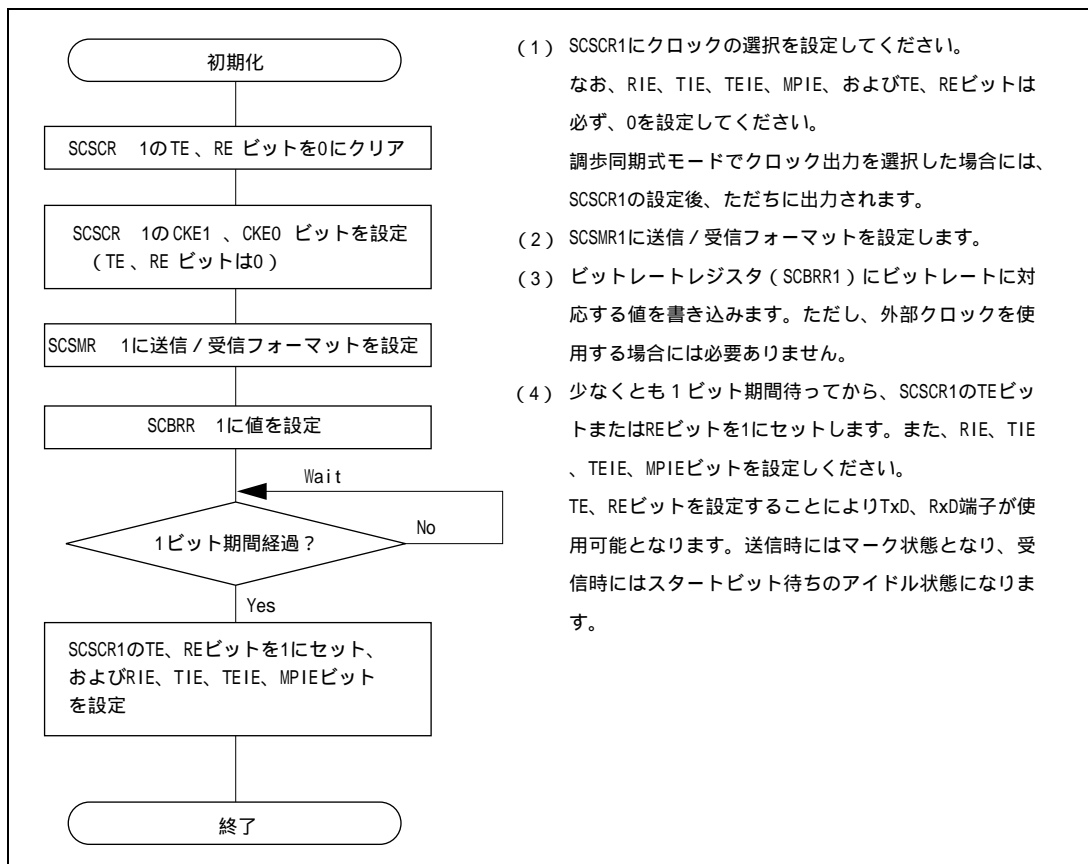 初期化
SCSCR 1のTE、RE ビットを0にクリア
SCSCR 1の CKE1 、CKE0 ビットを設定
(TE 、RE ビットは0)
SCSMR 1に送信/受信フォーマットを設定
SCBRR 1に値を設定
Wait
1ビット期間経過?
No
Yes
SCSCR1のTE、REビットを1にセット、
およびRIE、TIE、TEIE、MPIEビット
を設定
終了
(1) SCSCR1にクロックの選択を設定してください。
なお、RIE、TIE、TEIE、MPIE、およびTE、REビットは
必ず、0を設定してください。
調歩同期式モードでクロック出力を選択した場合には、
SCSCR1の設定後、ただちに出力されます。
(2) SCSMR1に送信/受信フォーマットを設定します。
(3) ビットレートレジスタ(SCBRR1)にビットレートに対
応する値を書き込みます。ただし、外部クロックを使
用する場合には必要ありません。
(4) 少なくとも1ビット期間待ってから、SCSCR1のTEビッ
トまたはREビットを1にセットします。また、RIE、TIE
、TEIE、MPIEビットを設定しください。
TE、REビットを設定することによりTxD、RxD端子が使
用可能となります。送信時にはマーク状態となり、受
信時にはスタートビット待ちのアイドル状態になりま
す。